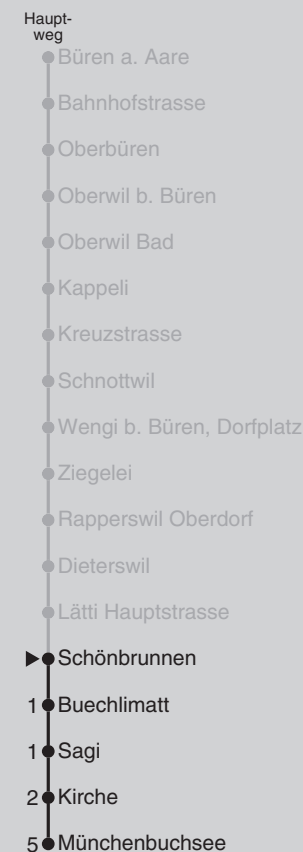 Haupt-
weg
Büren a. Aare
Bahnhofstrasse
Oberbüren
Oberwil b. Büren
Oberwil Bad
Kappeli
Kreuzstrasse
Schnottwil
Wengi b. Büren, Dorfplatz
Ziegelei
Rapperswil Oberdorf
Dieterswil
Lätti Hauptstrasse
Schönbrunnen
1 Buechlimatt
1 Sagi
2 Kirche
5 Münchenbuchsee